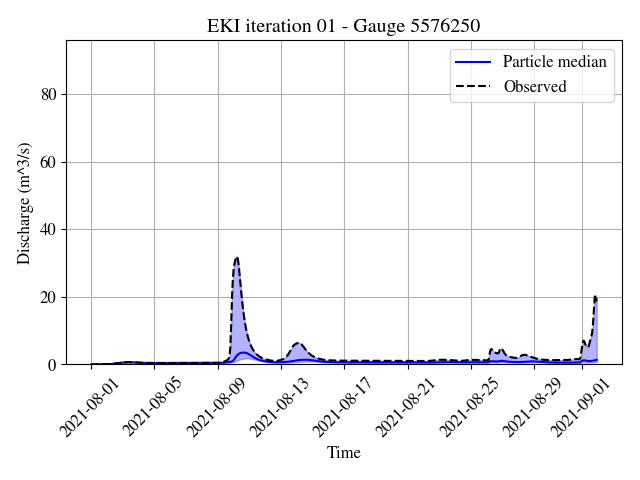 EKI iteration 01 - Gauge 5576250
Particle median
Observed
Discharge (m^3/s)
80
60
40
20
0
2021-08-01
2021-08-05
2021-08-09
2021-08-13
2021-08-17
2021-08-21
2021-08-25
2021-08-29
2021-09-01
Time